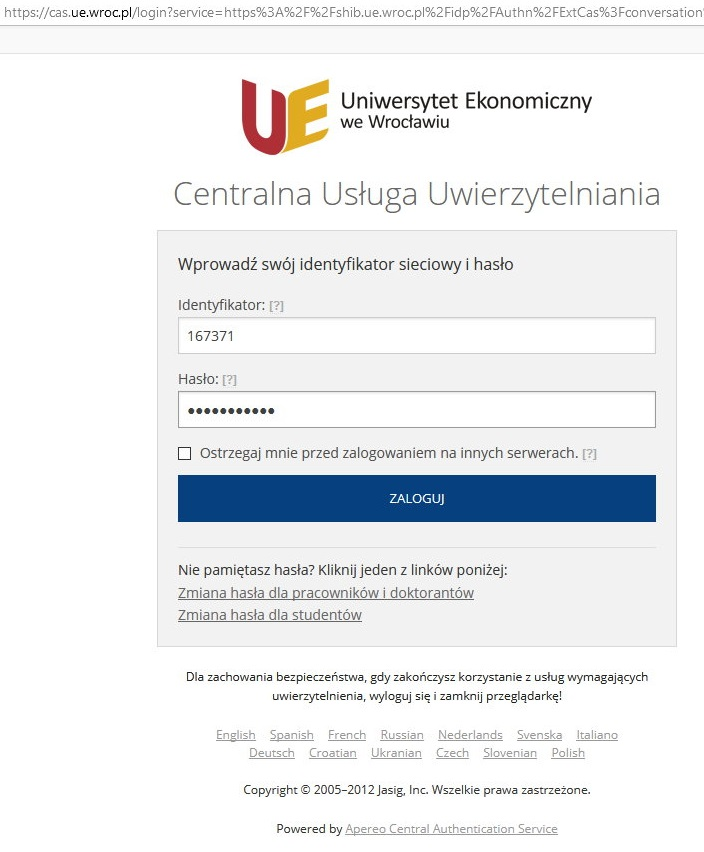 https://cas.ue.wroc.pl/login?service=https%3A%2F%2Fshib.ue.wroc.pl%2Fidp%2FAuthn%2FExtCas%3Fconversation
UE Uniwersytet Ekonomiczny
we Wrocławiu
Centralna Usługa Uwierzytelniania
Wprowadź swój identyfikator sieciowy i hasło
Identyfikator: [?]
167371
Hasło: [?]
•••••••••••
Ostrzegaj mnie przed zalogowaniem na innych serwerach. [?]
ZALOGUJ
Nie pamiętasz hasła? Kliknij jeden z linków poniżej:
Zmiana hasła dla pracowników i doktorantów
Zmiana hasła dla studentów
Dla zachowania bezpieczeństwa, gdy zakończysz korzystanie z usług wymagających
uwierzytelnienia, wyloguj się i zamknij przeglądarkę!
English Spanish French Russian Nederlands Svenska Italiano
Deutsch Croatian Ukranian Czech Slovenian Polish
Copyright © 2005–2012 Jasig, Inc. Wszelkie prawa zastrzeżone.
Powered by Apereo Central Authentication Service